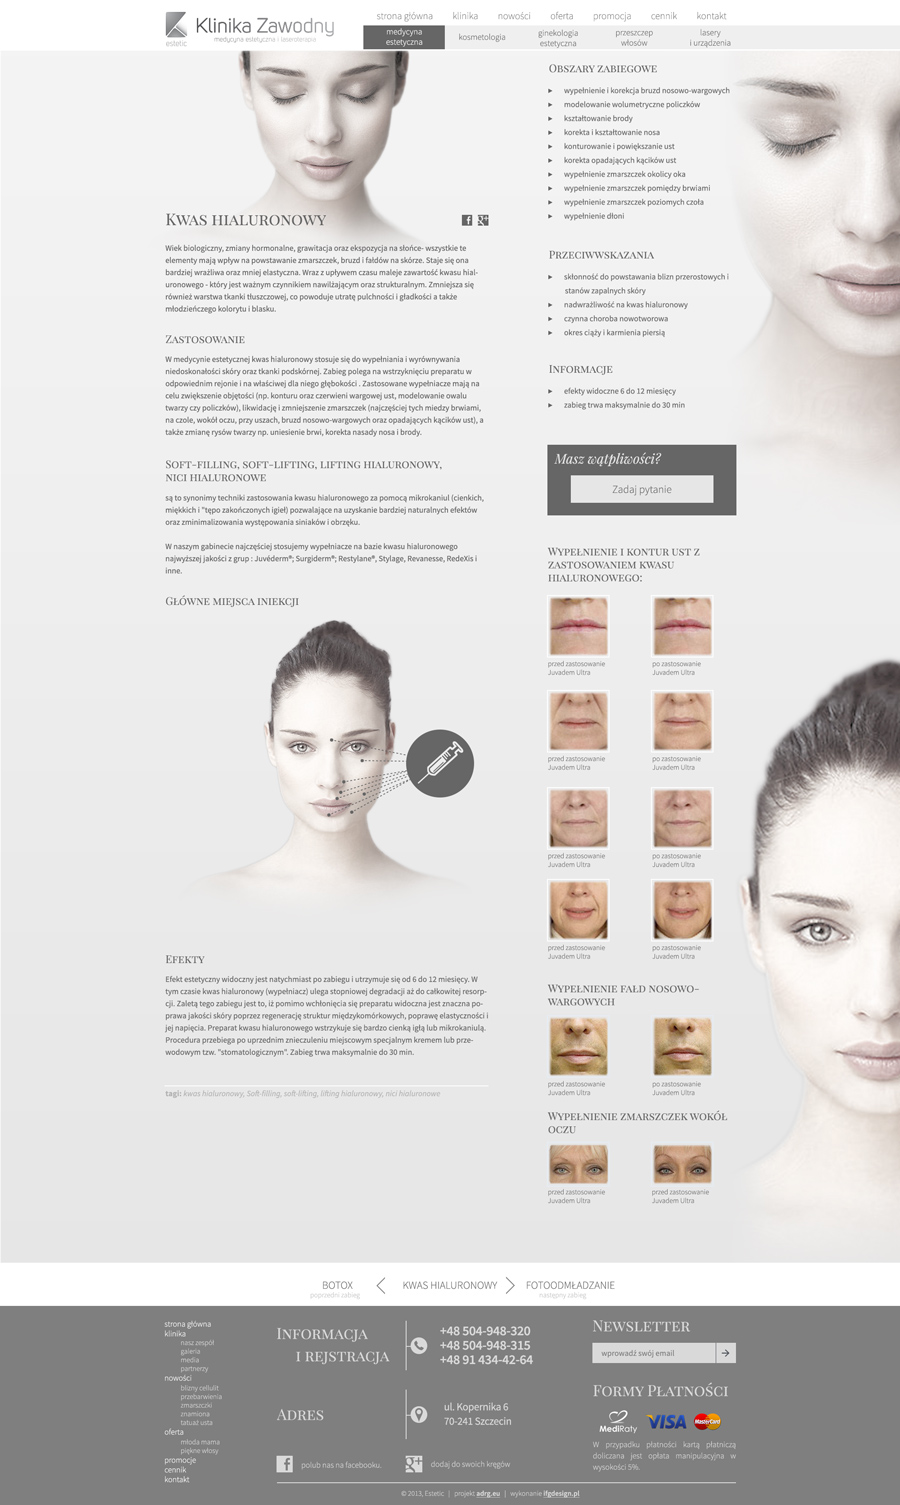 Klinika Zawodny
medycyna estetyczna i laseroterapia
estetic
strona główna klinika nowości oferta promocja cennik kontakt
medycyna
estetyczna
kosmetologia
ginekologia
estetyczna
przeszczep
włosów
lasery
i urządzenia
Kwas hialuronowy
Wiek biologiczny, zmiany hormonalne, grawitacja oraz ekspozycja na słońce- wszystkie te
elementy mają wpływ na powstawanie zmarszczek, bruzd i fałdów na skórze. Staje się ona
bardziej wrażliwa oraz mniej elastyczna. Wraz z upływem czasu maleje zawartość kwasu hial-
uronowego - który jest ważnym czynnikiem nawilżającym oraz strukturalnym. Zmniejsza się
również warstwa tkanki tłuszczowej, co powoduje utratę pulchności i gładkości a także
młodzieńczego kolorytu i blasku.
Zastosowanie
W medycynie estetycznej kwas hialuronowy stosuje się do wypełniania i wyrównywania
niedoskonałości skóry oraz tkanki podskórnej. Zabieg polega na wstrzyknięciu preparatu w
odpowiednim rejonie i na właściwej dla niego głębokości . Zastosowane wypełniacze mają na
celu zwiększenie objętości (np. konturu oraz czerwieni wargowej ust, modelowanie owalu
twarzy czy policzków), likwidację i zmniejszenie zmarszczek (najczęściej tych miedzy brwiami,
na czole, wokół oczu, przy uszach, bruzd nosowo-wargowych oraz opadających kącików ust), a
także zmianę rysów twarzy np. uniesienie brwi, korekta nasady nosa i brody.
Soft-filling, soft-lifting, lifting hialuronowy,
nici hialuronowe
są to synonimy techniki zastosowania kwasu hialuronowego za pomocą mikrokaniul (cienkich,
miękkich i "tępo zakończonych igieł) pozwalające na uzyskanie bardziej naturalnych efektów
oraz zminimalizowania występowania siniaków i obrzęku.
W naszym gabinecie najczęściej stosujemy wypełniacze na bazie kwasu hialuronowego
najwyższej jakości z grup : Juvéderm®; Surgiderm®; Restylane®, Stylage, Revanesse, RedeXis i
inne.
Główne miejsca iniekcji
Efekty
Efekt estetyczny widoczny jest natychmiast po zabiegu i utrzymuje się od 6 do 12 miesięcy. W
tym czasie kwas hialuronowy (wypełniacz) ulega stopniowej degradacji aż do całkowitej resorp-
cji. Zaletą tego zabiegu jest to, iż pomimo wchłonięcia się preparatu widoczna jest znaczna po-
prawa jakości skóry poprzez regenerację struktur międzykomórkowych, poprawę elastyczności i
jej napięcia. Preparat kwasu hialuronowego wstrzykuje się bardzo cienką igłą lub mikrokaniulą.
Procedura przebiega po uprzednim znieczuleniu miejscowym specjalnym kremem lub prze-
wodowym tzw. "stomatologicznym". Zabieg trwa maksymalnie do 30 min.
tagi: kwas hialuronowy, Soft-filling, soft-lifting, lifting hialuronowy, nici hialuronowe
Obszary zabiegowe
wypełnienie i korekcja bruzd nosowo-wargowych
modelowanie wolumetryczne policzków
kształtowanie brody
korekta i kształtowanie nosa
konturowanie i powiększanie ust
korekta opadających kącików ust
wypełnienie zmarszczek okolicy oka
wypełnienie zmarszczek pomiędzy brwiami
wypełnienie zmarszczek poziomych czoła
wypełnienie dłoni
Przeciwwskazania
skłonność do powstawania blizn przerostowych i
stanów zapalnych skóry
nadwrażliwość na kwas hialuronowy
czynna choroba nowotworowa
okres ciąży i karmienia piersią
Informacje
efekty widoczne 6 do 12 miesięcy
zabieg trwa maksymalnie do 30 min
Masz wątpliwości?
Zadaj pytanie
Wypełnienie i kontur ust z
zastosowaniem kwasu
hialuronowego:
przed zastosowanie po zastosowanie
Juvadem Ultra Juvadem Ultra
przed zastosowanie po zastosowanie
Juvadem Ultra Juvadem Ultra
przed zastosowanie po zastosowanie
Juvadem Ultra Juvadem Ultra
przed zastosowanie po zastosowanie
Juvadem Ultra Juvadem Ultra
Wypełnienie fałd nosowo-
wargowych
przed zastosowanie po zastosowanie
Juvadem Ultra Juvadem Ultra
Wypełnienie zmarszczek wokół
oczu
przed zastosowanie po zastosowanie
Juvadem Ultra Juvadem Ultra
BOTOX KWAS HIALURONOWY FOTOODMŁADZANIE
poprzedni zabieg następny zabieg
strona główna
klinika
nasz zespół
galeria
media
partnerzy
nowości
blizny cellulit
przebarwienia
zmarszczki
znamiona
tatuaż usta
oferta
młoda mama
piękne włosy
promocje
cennik
kontakt
Informacja
i rejstracja
+48 504-948-320
+48 504-948-315
+48 91 434-42-64
Adres
ul. Kopernika 6
70-241 Szczecin
polub nas na facebooku.
dodaj do swoich kręgów
Newsletter
wprowadź swój email
Formy Płatności
MediRaty VISA MasterCard
W przypadku płatności kartą płatniczą
doliczana jest opłata manipulacyjna w
wysokości 5%.
© 2013, Estetic | projekt adrg.eu | wykonanie ifgdesign.pl